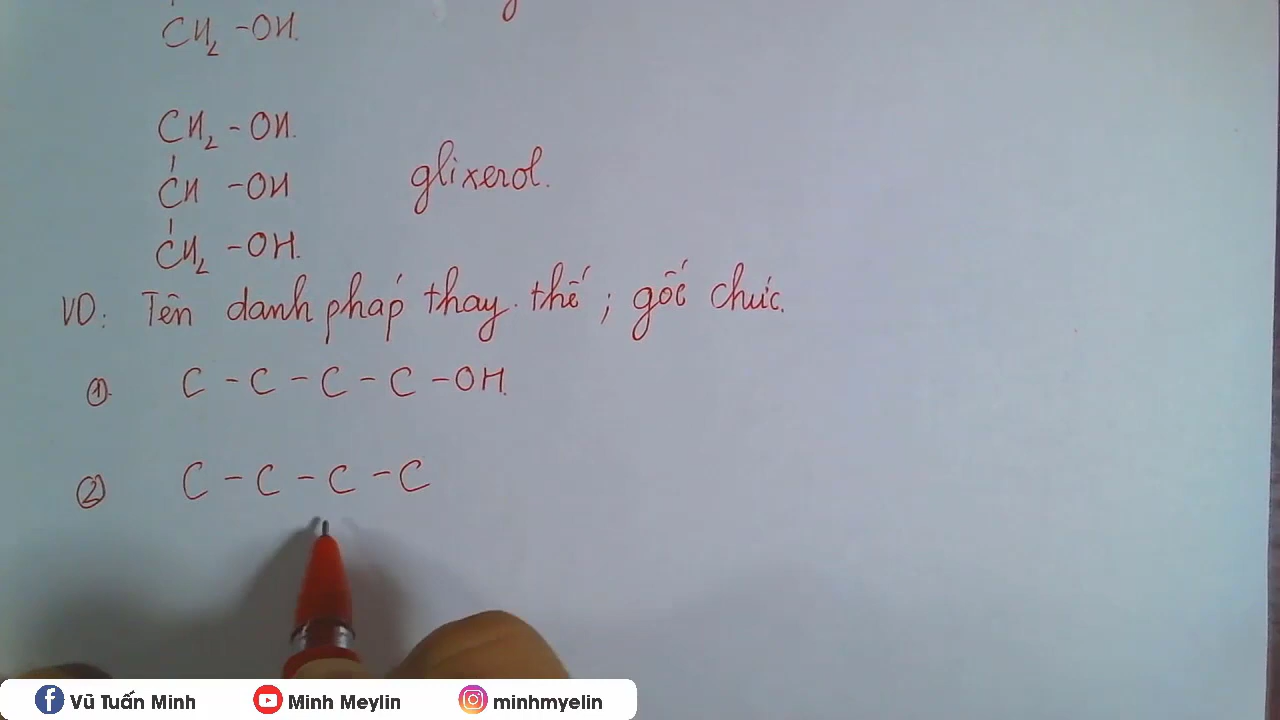 CH2 - OH.
CH2 - OH.
CH - OH
glixerol.
CH2 - OH.
VD: Tên danh pháp thay thế; gốc chức.
① C - C - C - C - OH.
② C - C - C - C
Vũ Tuấn Minh Minh Meylin minhmyelin